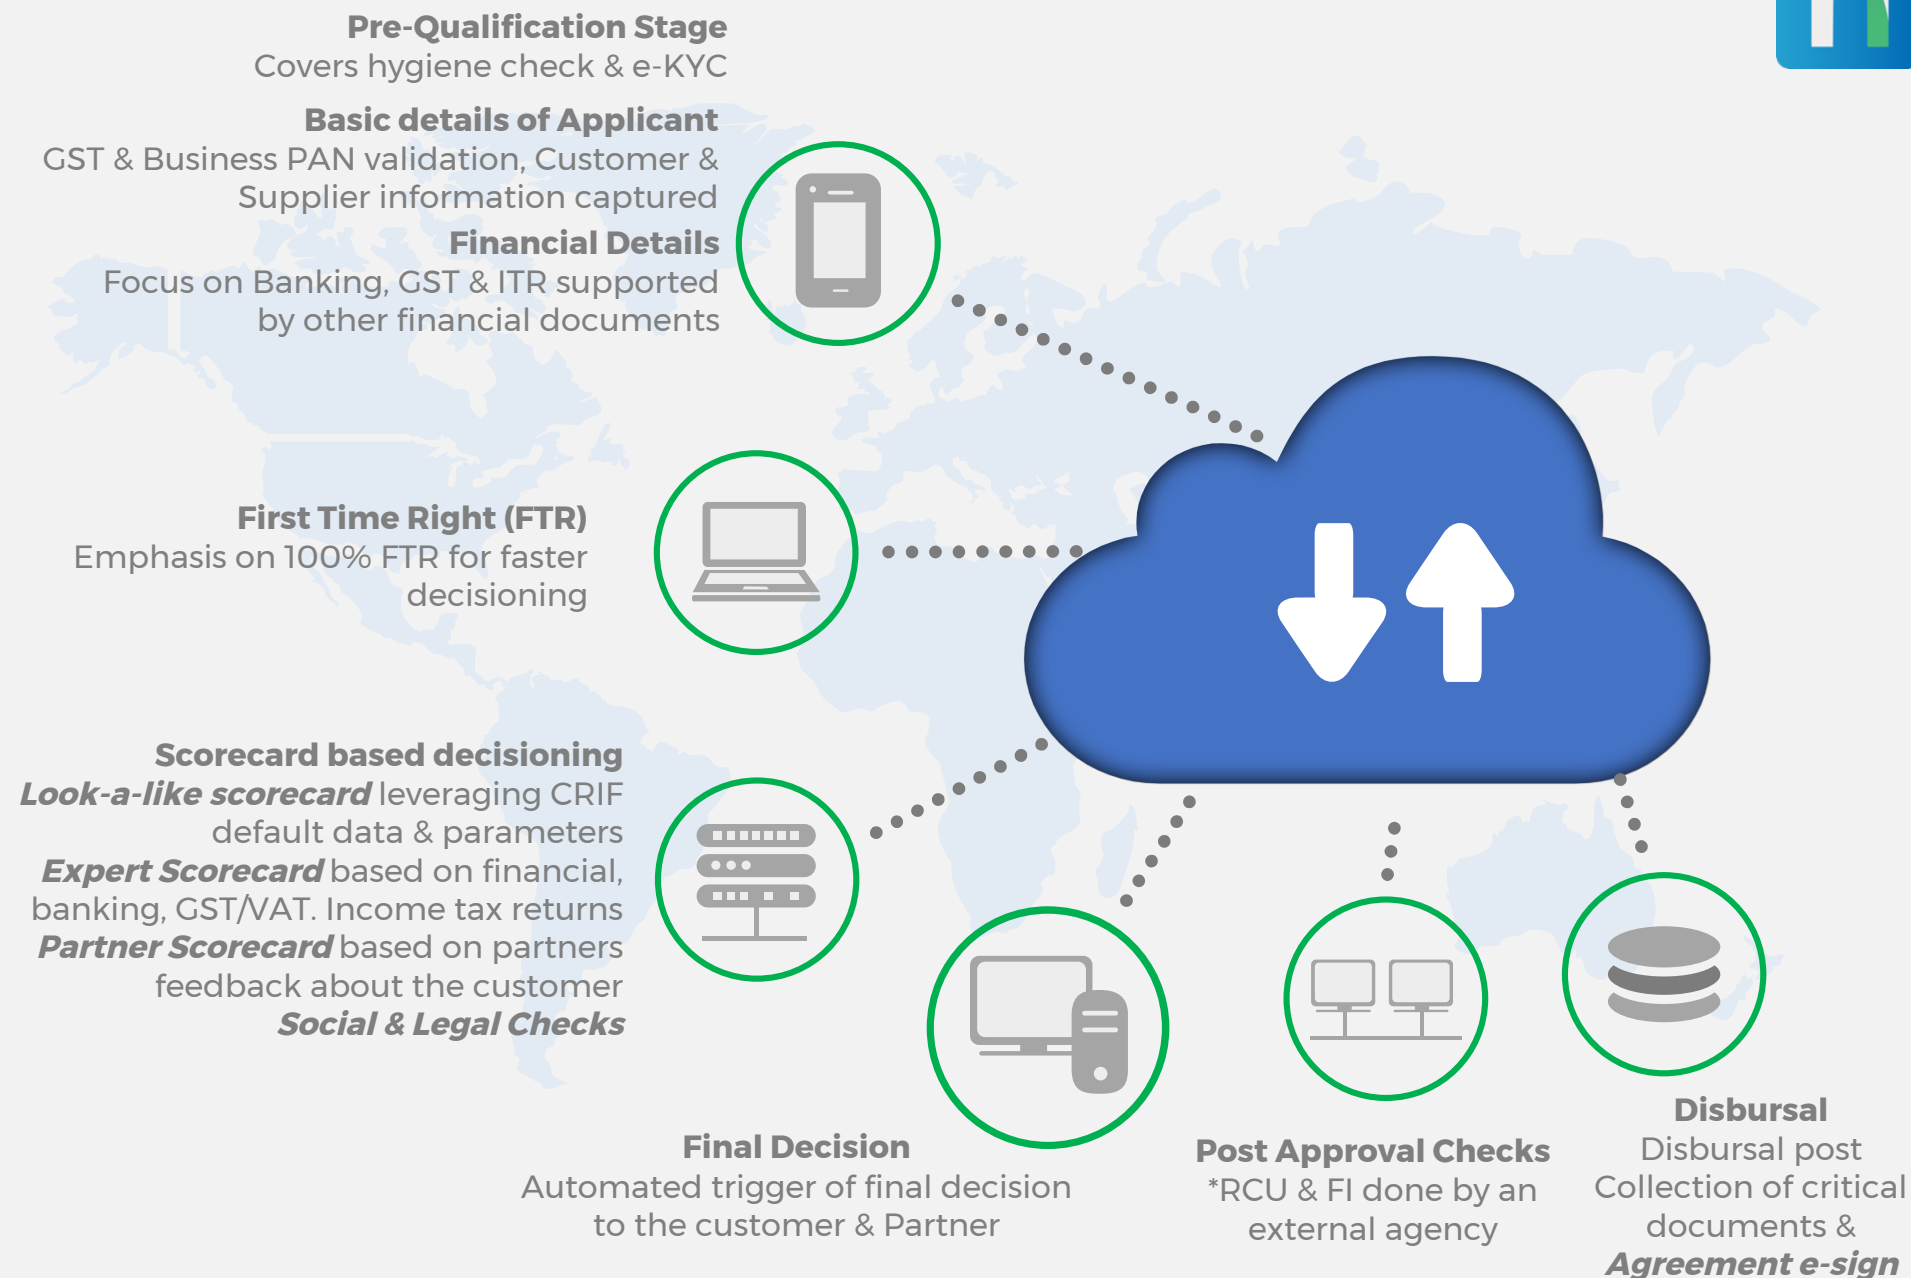 Pre-Qualification Stage
Covers hygiene check & e-KYC
Basic details of Applicant
GST & Business PAN validation, Customer &
Supplier information captured
Financial Details
Focus on Banking, GST & ITR supported
by other financial documents
First Time Right (FTR)
Emphasis on 100% FTR for faster
decisioning
Scorecard based decisioning
Look-a-like scorecard leveraging CRIF
default data & parameters
Expert Scorecard based on financial,
banking, GST/VAT. Income tax returns
Partner Scorecard based on partners
feedback about the customer
Social & Legal Checks
Final Decision
Automated trigger of final decision
to the customer & Partner
Post Approval Checks
*RCU & FI done by an
external agency
Disbursal
Disbursal post
Collection of critical
documents &
Agreement e-sign